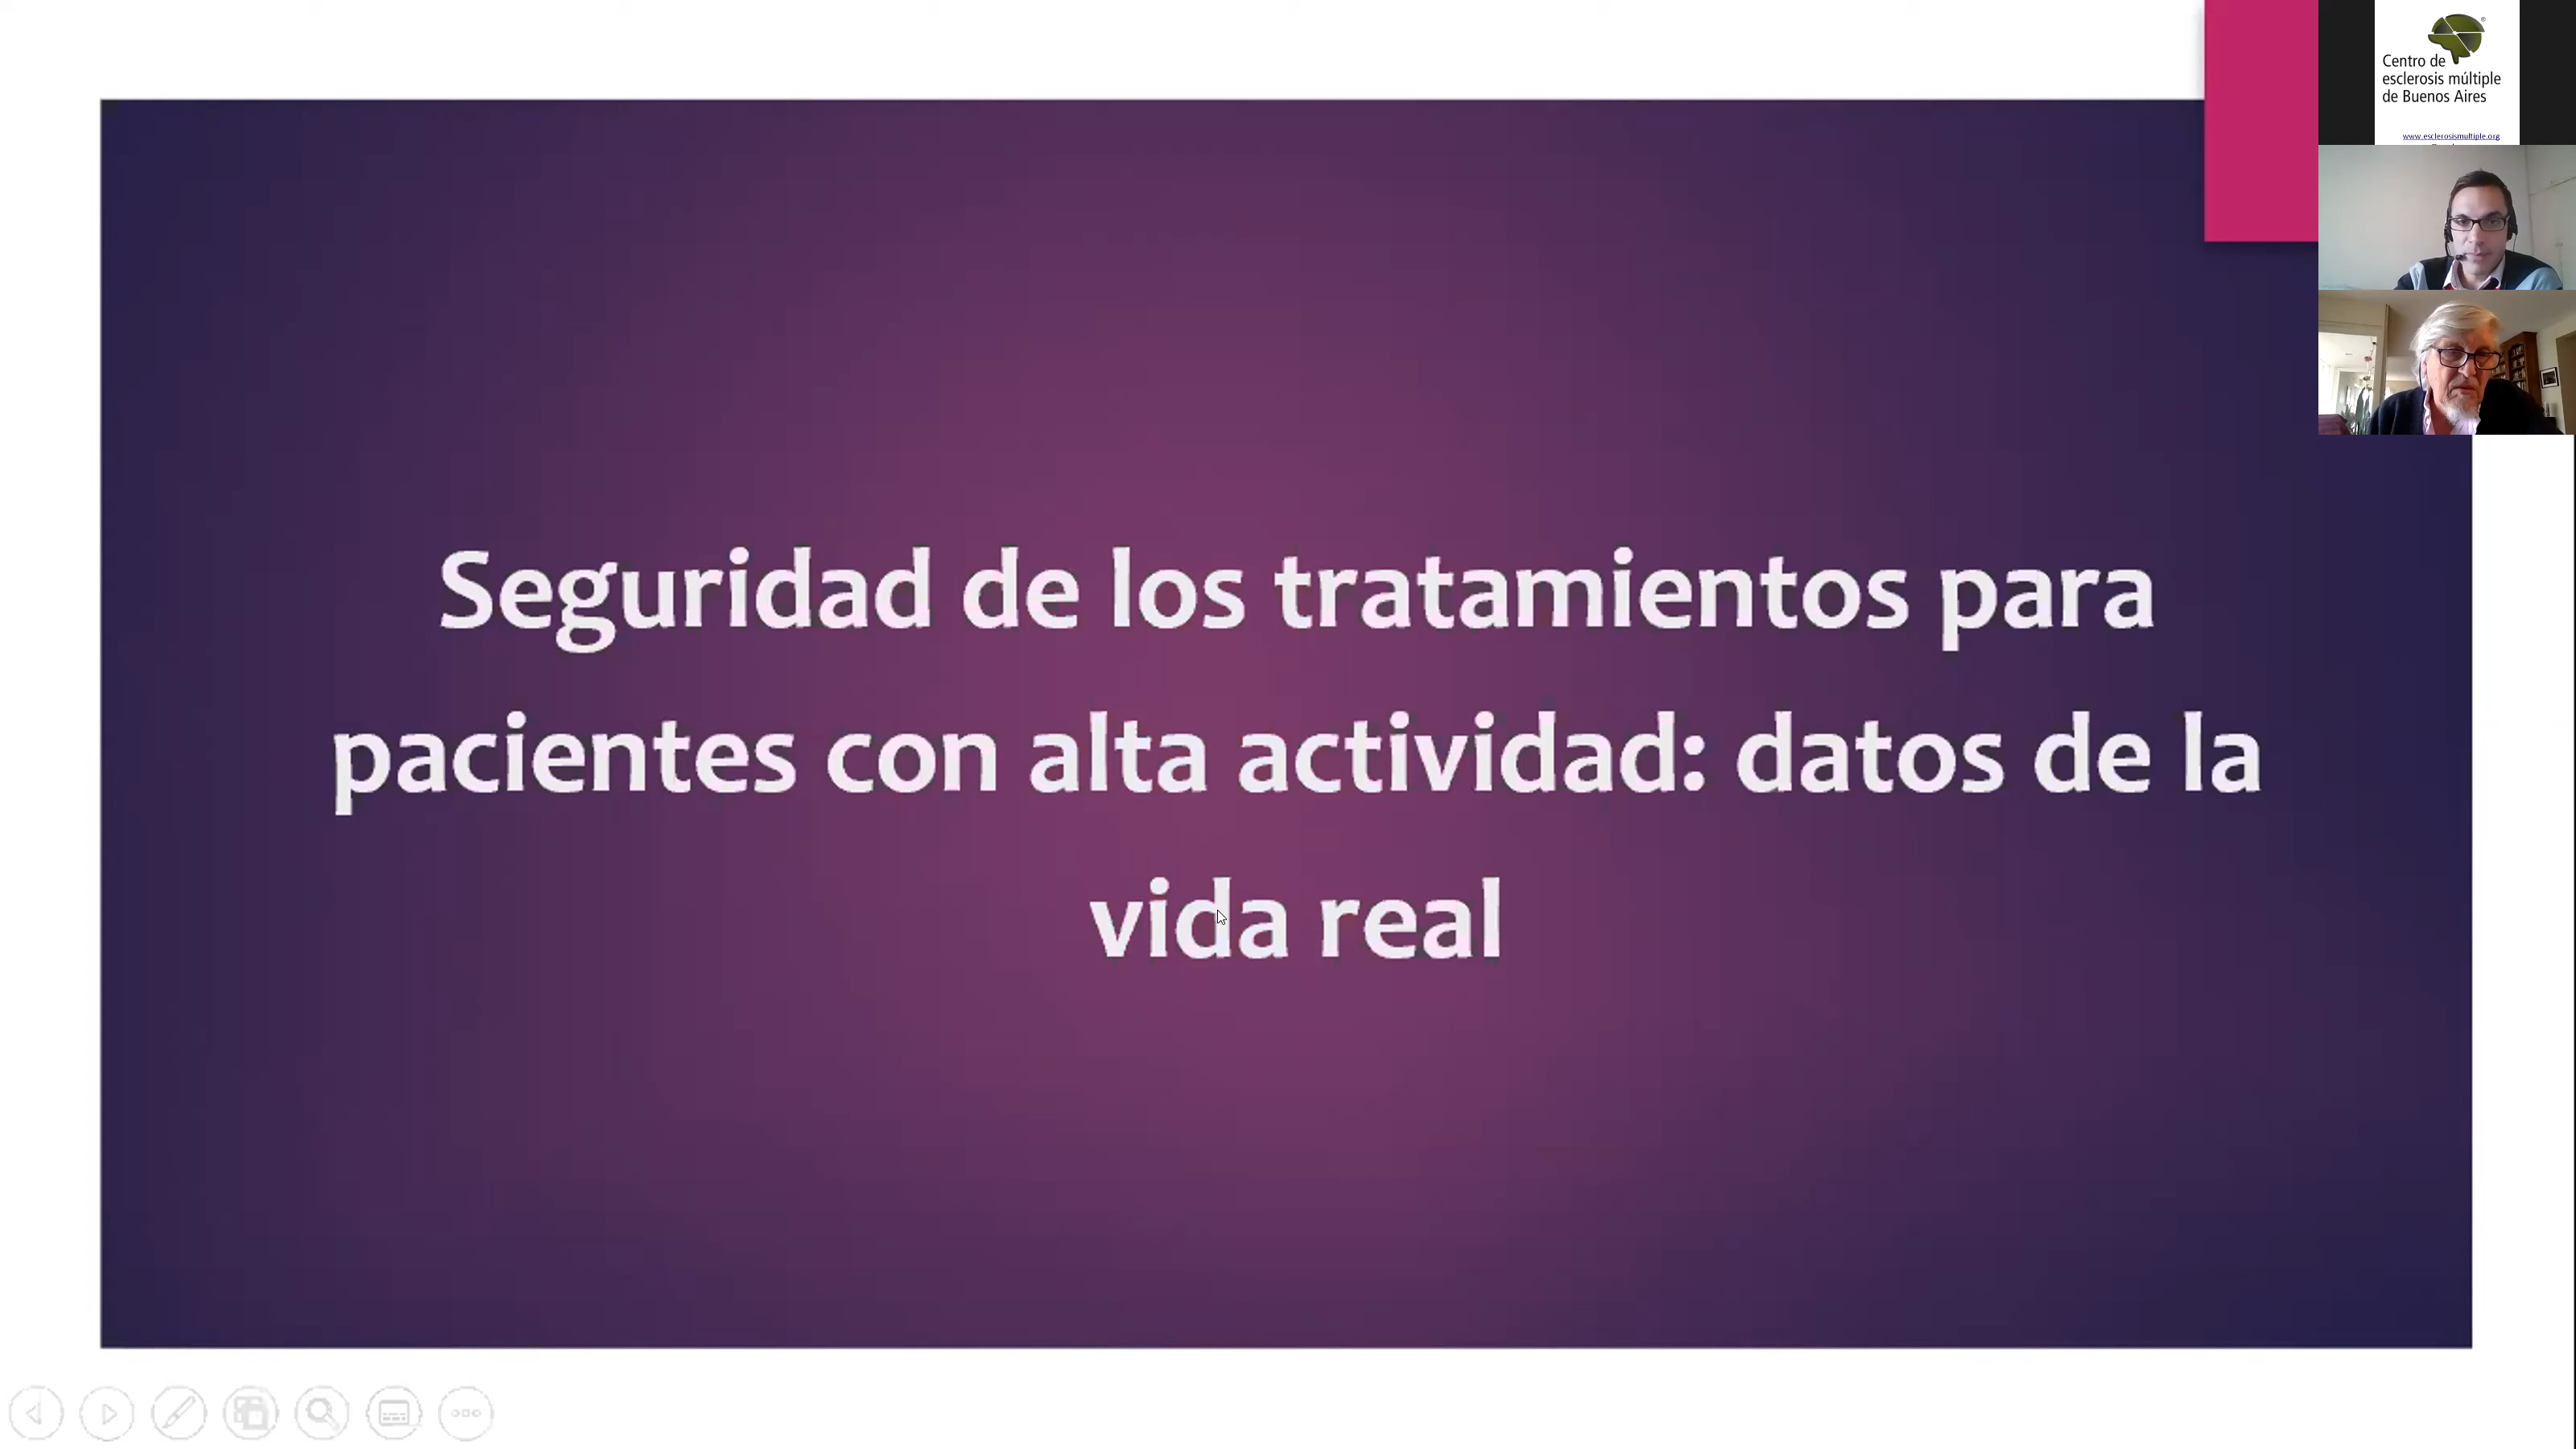 Seguridad de los tratamientos para
pacientes con alta actividad: datos de la
vida real
Centro de
esclerosis múltiple
de Buenos Aires
www.esclerosismultiple.org